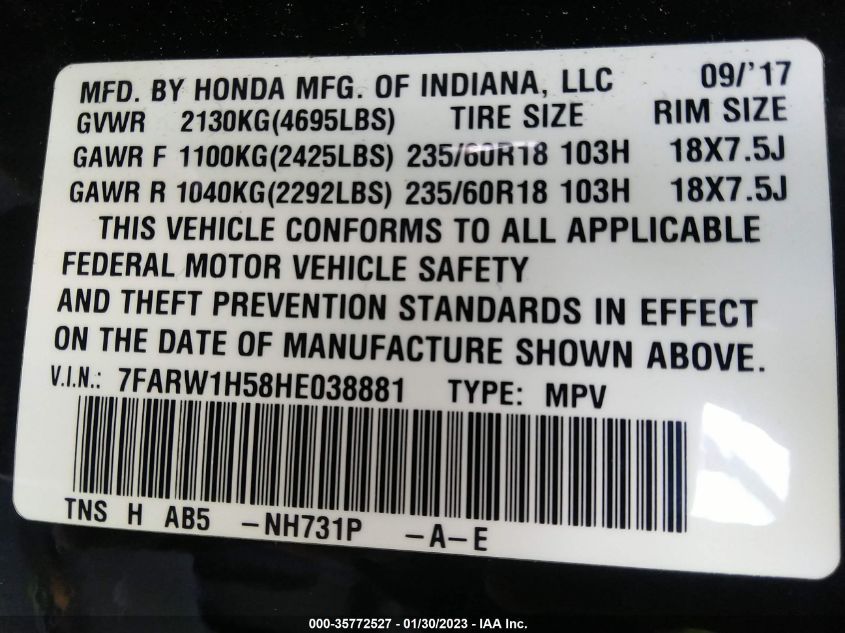 MFD. BY HONDA MFG. OF INDIANA, LLC 09/'17
GVWR 2130KG(4695LBS) TIRE SIZE RIM SIZE
GAWR F 1100KG(2425LBS) 235/60R18 103H 18X7.5J
GAWR R 1040KG(2292LBS) 235/60R18 103H 18X7.5J
THIS VEHICLE CONFORMS TO ALL APPLICABLE
FEDERAL MOTOR VEHICLE SAFETY
AND THEFT PREVENTION STANDARDS IN EFFECT
ON THE DATE OF MANUFACTURE SHOWN ABOVE.
V.I.N.: 7FARW1H58HE038881 TYPE: MPV
TNS H AB5 -NH731P -A-E
000-35772527 - 01/30/2023 - IAA Inc.